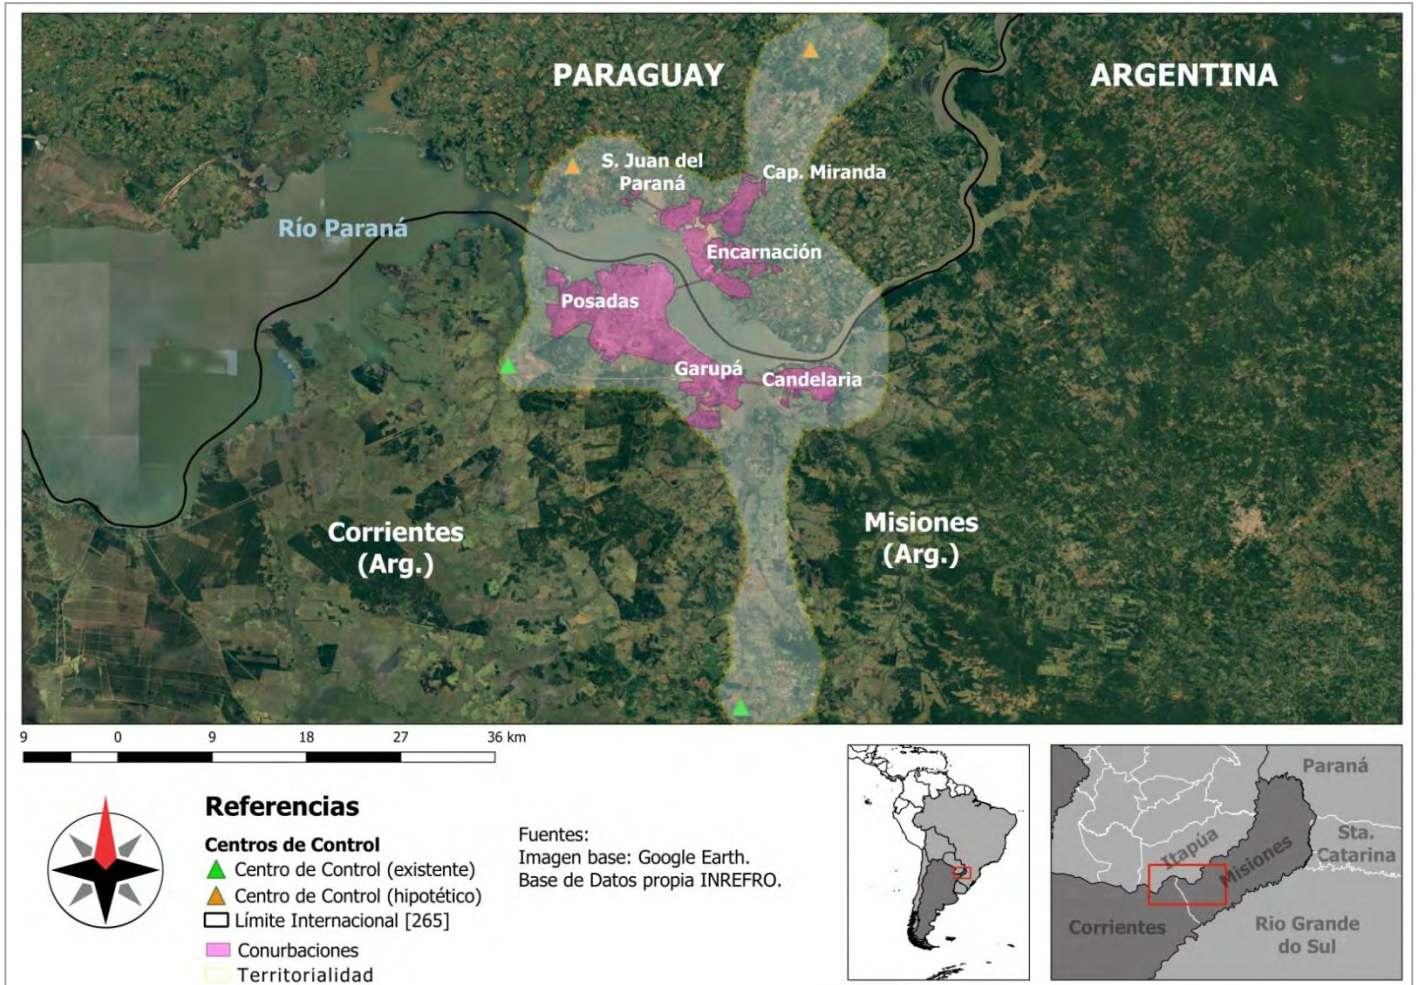 PARAGUAY
ARGENTINA
S. Juan del
Paraná
Cap. Miranda
Río Paraná
Encarnación
Posadas
Garupá
Candelaria
Corrientes
(Arg.)
Misiones
(Arg.)
9 0 9 18 27 36 km
Referencias
Centros de Control
Centro de Control (existente)
Centro de Control (hipotético)
Límite Internacional [265]
Conurbaciones
Territorialidad
Fuentes:
Imagen base: Google Earth.
Base de Datos propia INREFRO.
Paraná
Sta.
Catarina
Itapúa
Misiones
Corrientes
Rio Grande
do Sul